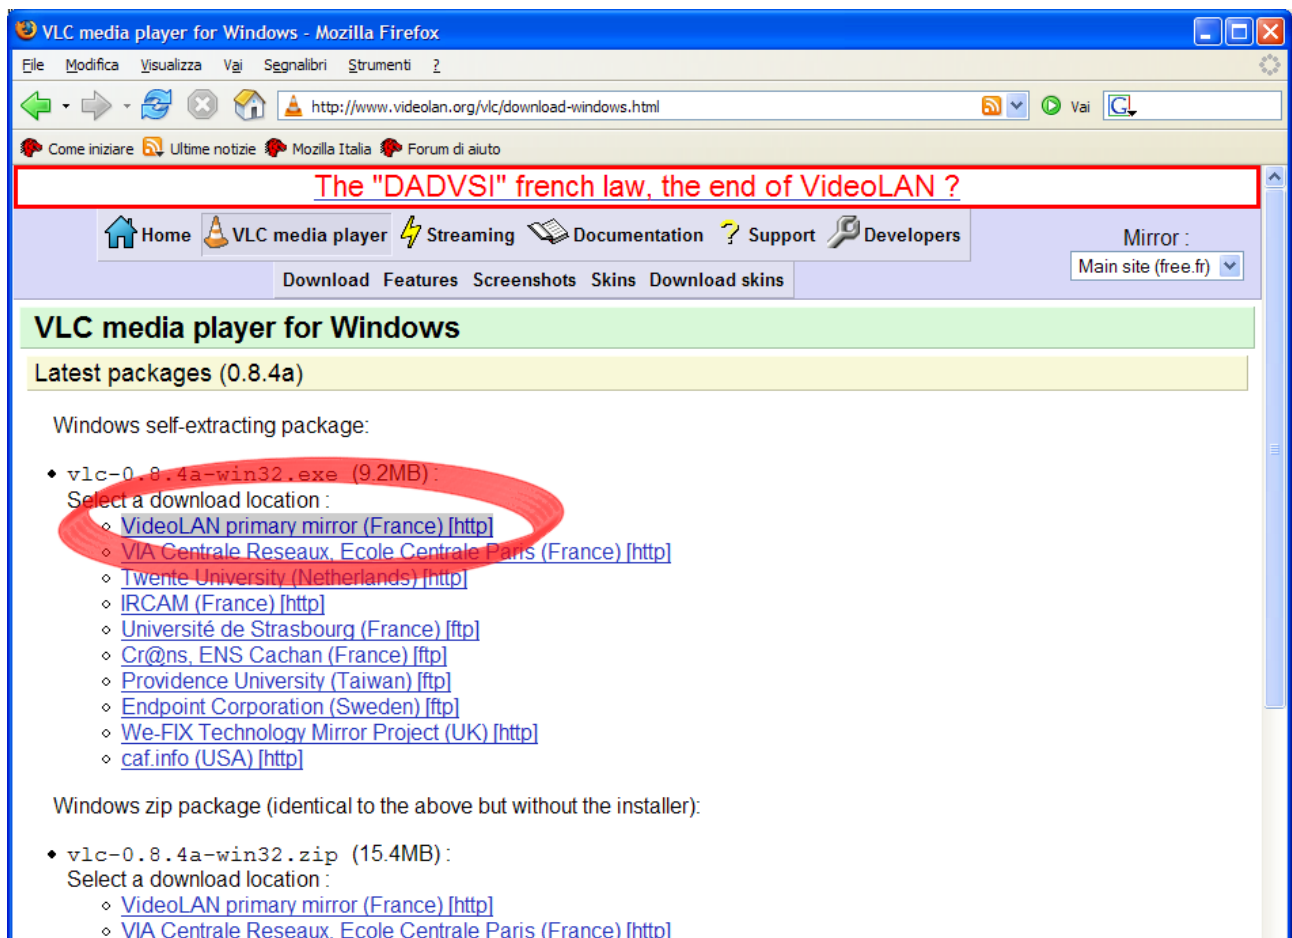 VLC media player for Windows - Mozilla Firefox
File Modifica Visualizza Vai Segnalibri Strumenti ?
http://www.videolan.org/vlc/download-windows.html Vai G
Come iniziare Ultime notizie Mozilla Italia Forum di aiuto
The "DADVSI" french law, the end of VideoLAN ?
Home VLC media player Streaming Documentation Support Developers
Mirror :
Main site (free.fr)
Download Features Screenshots Skins Download skins
VLC media player for Windows
Latest packages (0.8.4a)
Windows self-extracting package:
vlc-0.8.4a-win32.exe (9.2MB) :
Select a download location :
VideoLAN primary mirror (France) [http]
VIA Centrale Reseaux, Ecole Centrale Paris (France) [http]
Twente University (Netherlands) [http]
IRCAM (France) [http]
Université de Strasbourg (France) [ftp]
Cr@ns, ENS Cachan (France) [ftp]
Providence University (Taiwan) [ftp]
Endpoint Corporation (Sweden) [ftp]
We-FIX Technology Mirror Project (UK) [http]
caf.info (USA) [http]
Windows zip package (identical to the above but without the installer):
vlc-0.8.4a-win32.zip (15.4MB) :
Select a download location :
VideoLAN primary mirror (France) [http]
VIA Centrale Reseaux, Ecole Centrale Paris (France) [http]